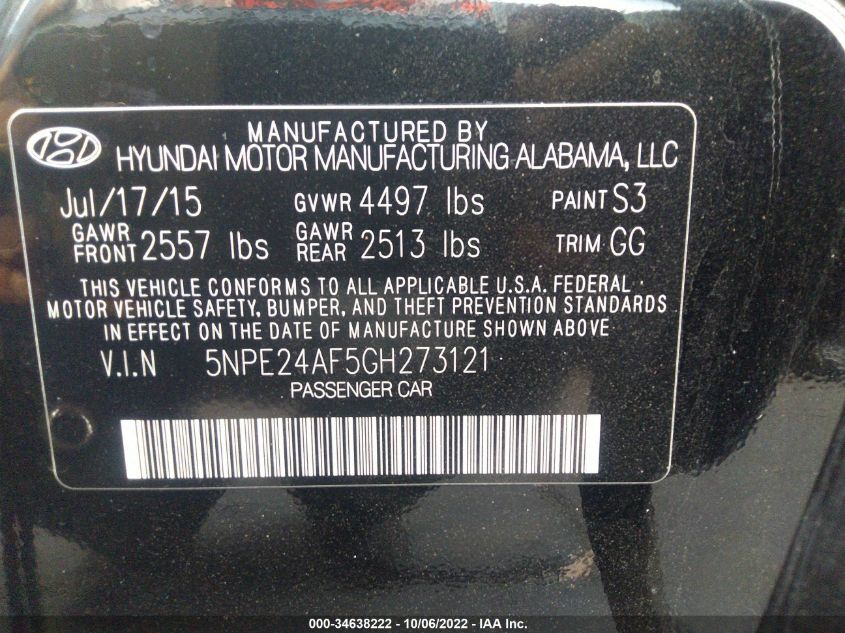 MANUFACTURED BY
HYUNDAI MOTOR MANUFACTURING ALABAMA, LLC
Jul/17/15 GVWR 4497 lbs PAINT S3
GAWR FRONT 2557 lbs GAWR REAR 2513 lbs TRIM GG
THIS VEHICLE CONFORMS TO ALL APPLICABLE U.S.A. FEDERAL
MOTOR VEHICLE SAFETY, BUMPER, AND THEFT PREVENTION STANDARDS
IN EFFECT ON THE DATE OF MANUFACTURE SHOWN ABOVE
V.I.N 5NPE24AF5GH273121
PASSENGER CAR
000-34638222 - 10/06/2022 - IAA Inc.